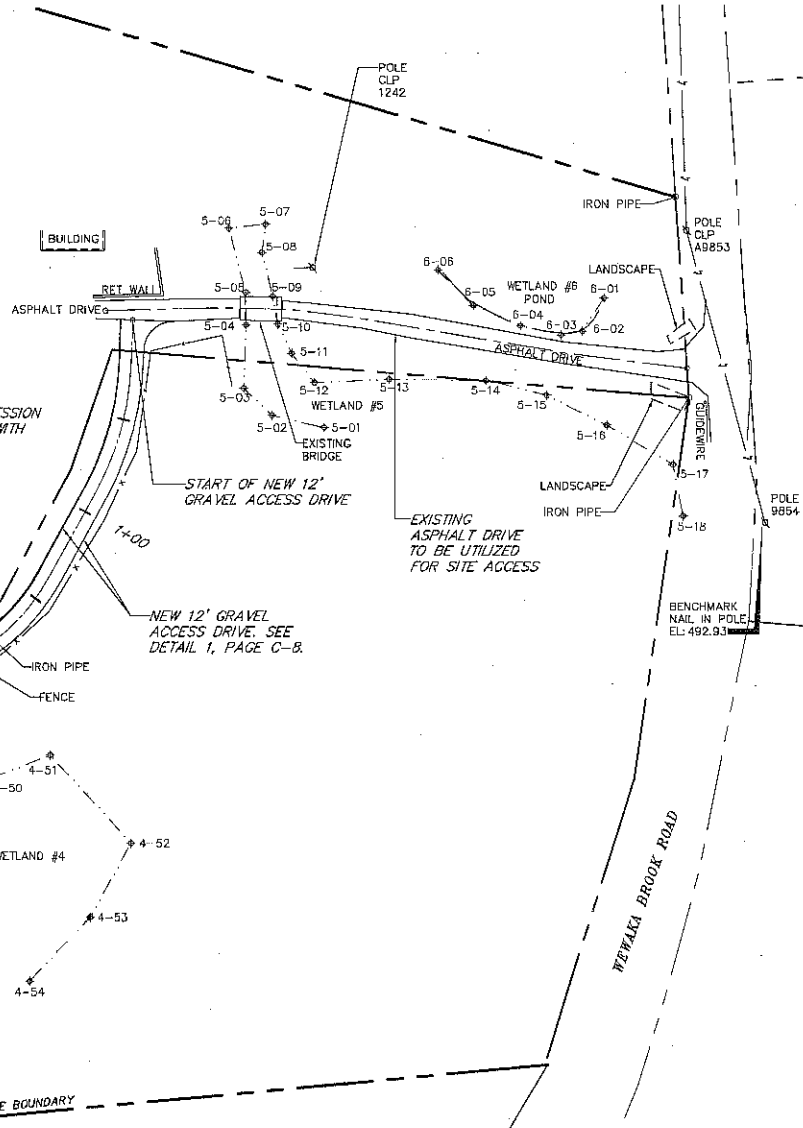 POLE
CLP
1242
IRON PIPE
POLE
CLP
A9853
5-06
5-07
5-08
BUILDING
6-06
WETLAND #6
POND
LANDSCAPE
6-01
RET WALL
5-05
5-09
6-05
ASPHALT DRIVE
5-04
5-10
6-04
6-03
6-02
5-11
ASPHALT DRIVE
5-12
5-13
5-14
5-15
5-03
WETLAND #5
5-02
5-01
5-16
GUIDEWIRE
EXISTING
BRIDGE
5-17
ESSION
WITH
START OF NEW 12'
GRAVEL ACCESS DRIVE
LANDSCAPE
IRON PIPE
5-18
POLE
9854
EXISTING
ASPHALT DRIVE
TO BE UTILIZED
FOR SITE ACCESS
1+00
NEW 12' GRAVEL
ACCESS DRIVE. SEE
DETAIL 1, PAGE C-8.
BENCHMARK
NAIL IN POLE
EL: 492.93
IRON PIPE
FENCE
4-51
-50
4-52
WETLAND #4
4-53
4-54
WEWAKA BROOK ROAD
E BOUNDARY